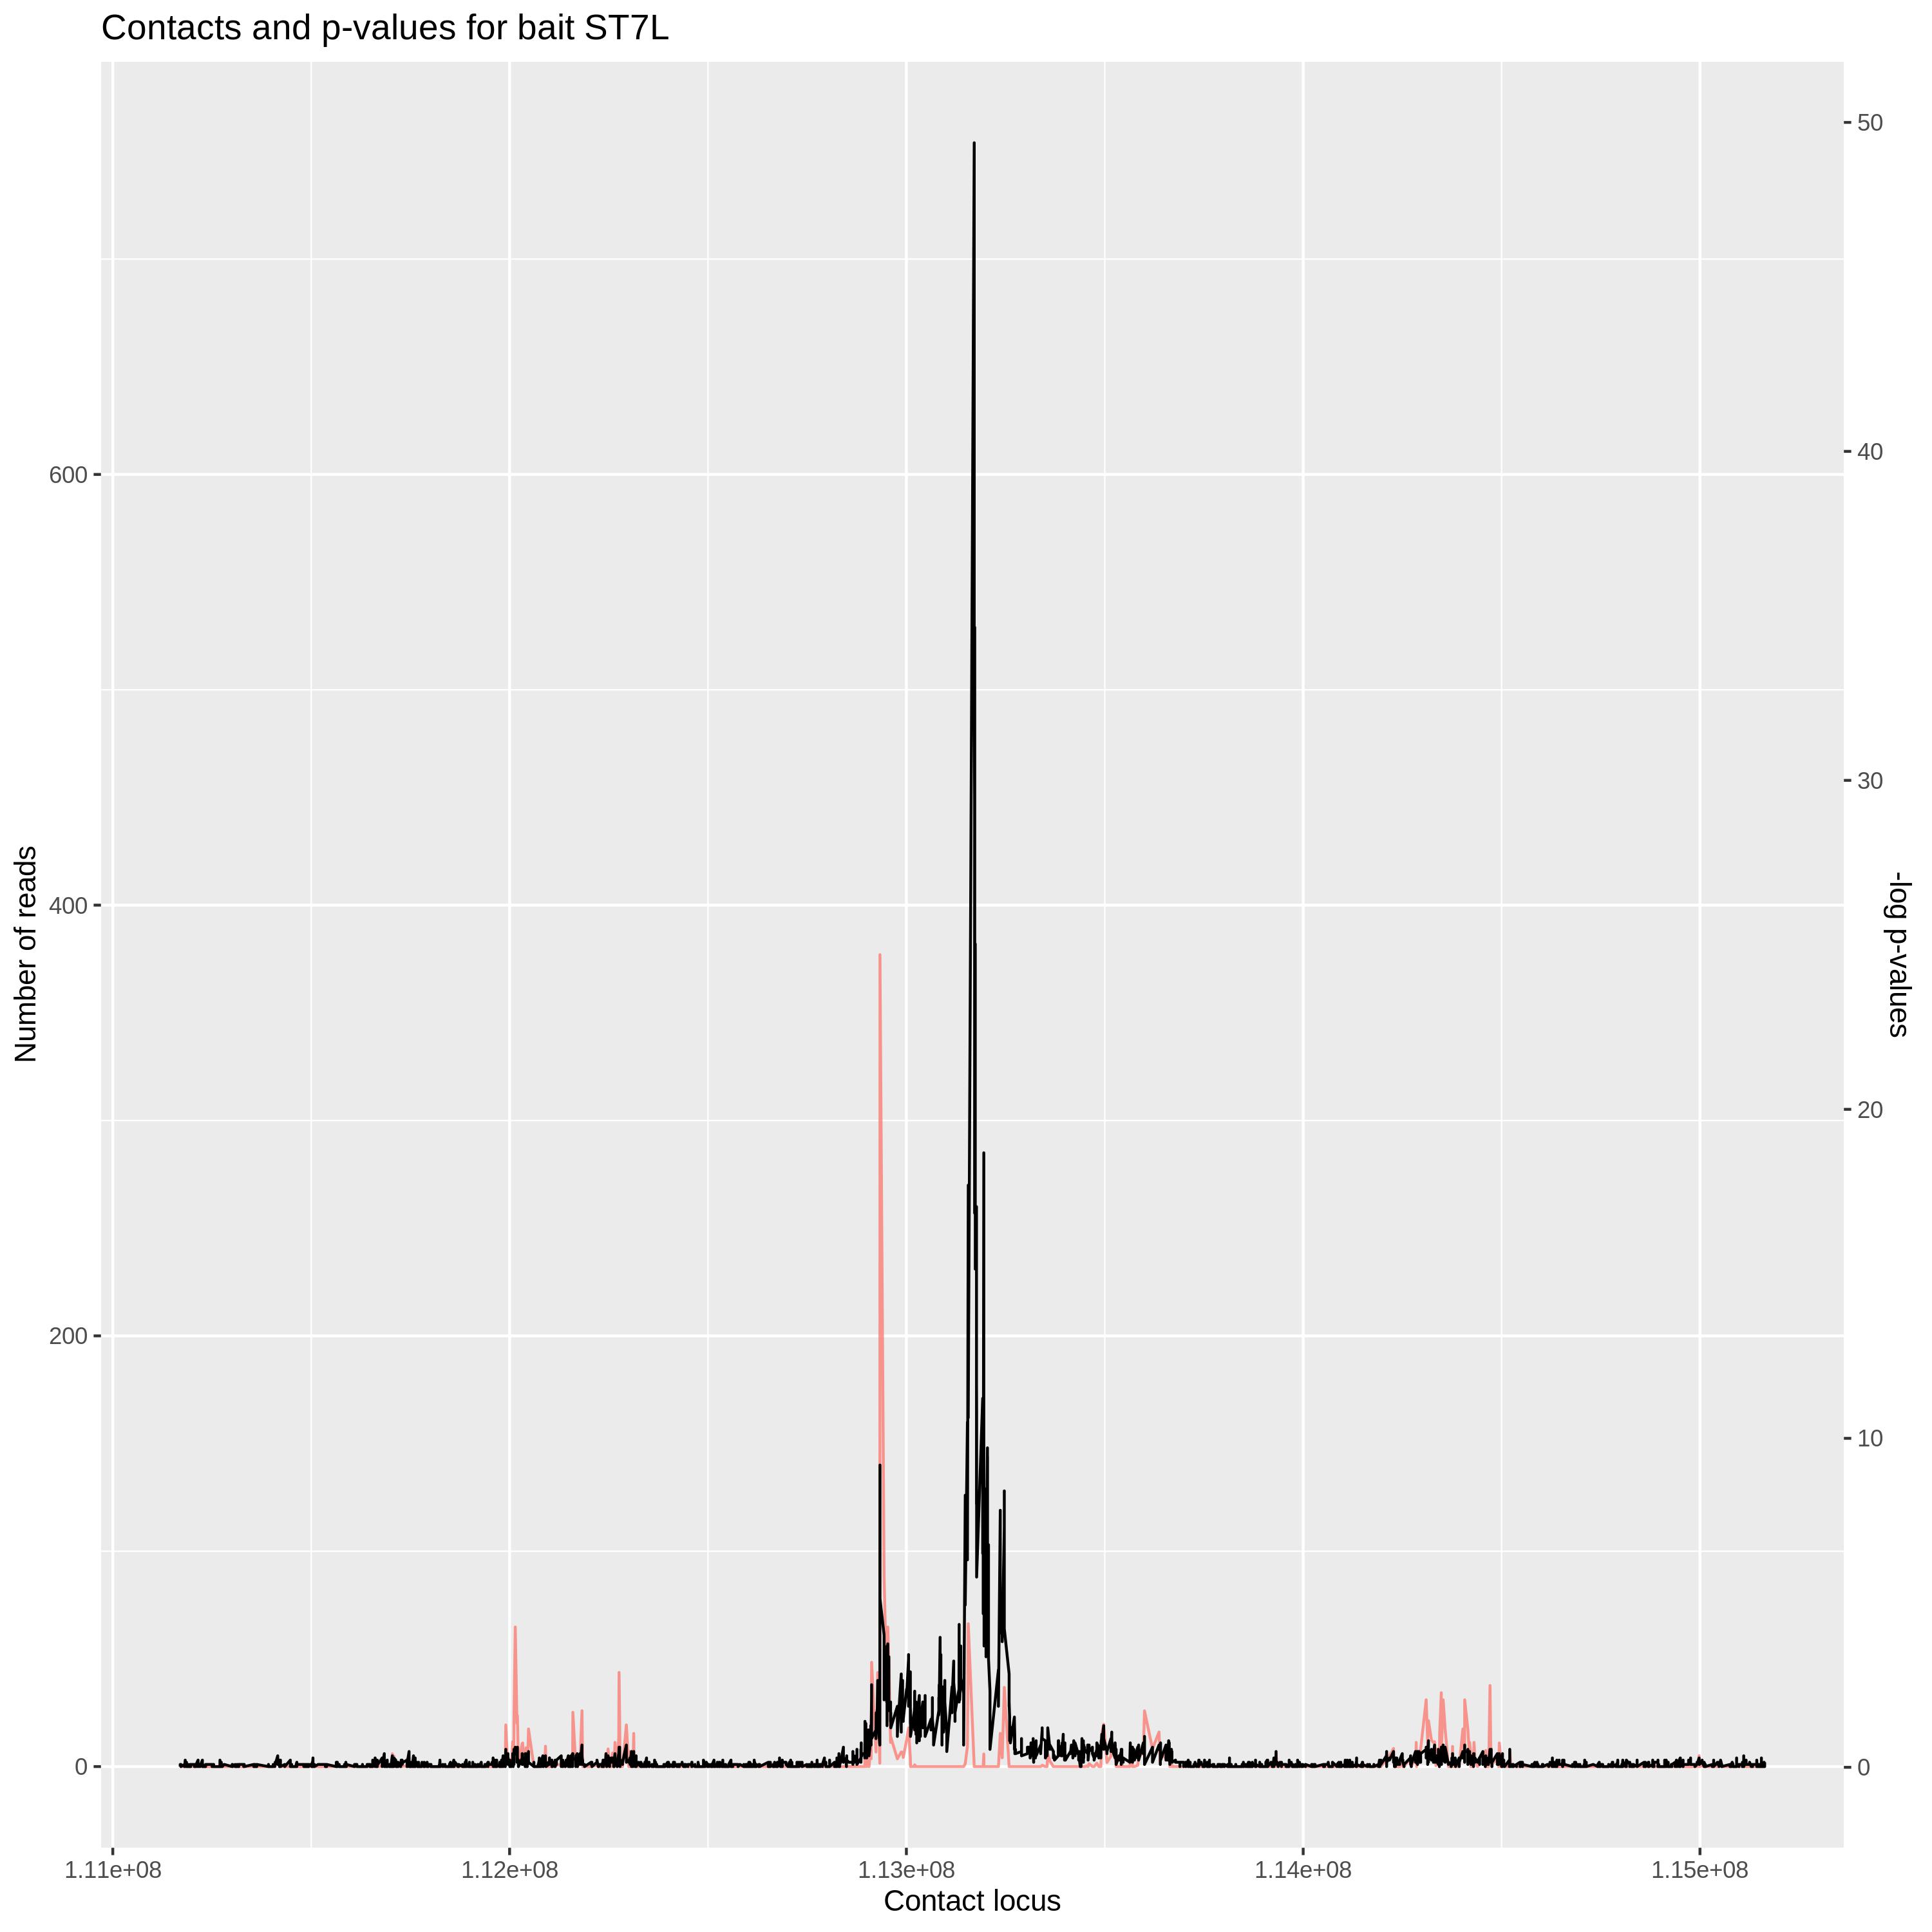 Contacts and p-values for bait ST7L
50
600
40
30
400
Number of reads
-log p-values
20
200
10
0
0
1.11e+08
1.12e+08
1.13e+08
1.14e+08
1.15e+08
Contact locus